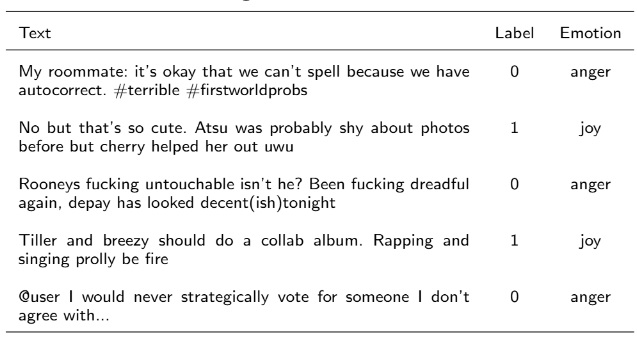 Text Label Emotion
My roommate: it's okay that we can't spell because we have 0 anger
autocorrect. #terrible #firstworldprobs
No but that's so cute. Atsu was probably shy about photos 1 joy
before but cherry helped her out uwu
Rooneys fucking untouchable isn't he? Been fucking dreadful 0 anger
again, depay has looked decent(ish)tonight
Tiller and breezy should do a collab album. Rapping and 1 joy
singing prolly be fire
@user I would never strategically vote for someone I don't 0 anger
agree with...